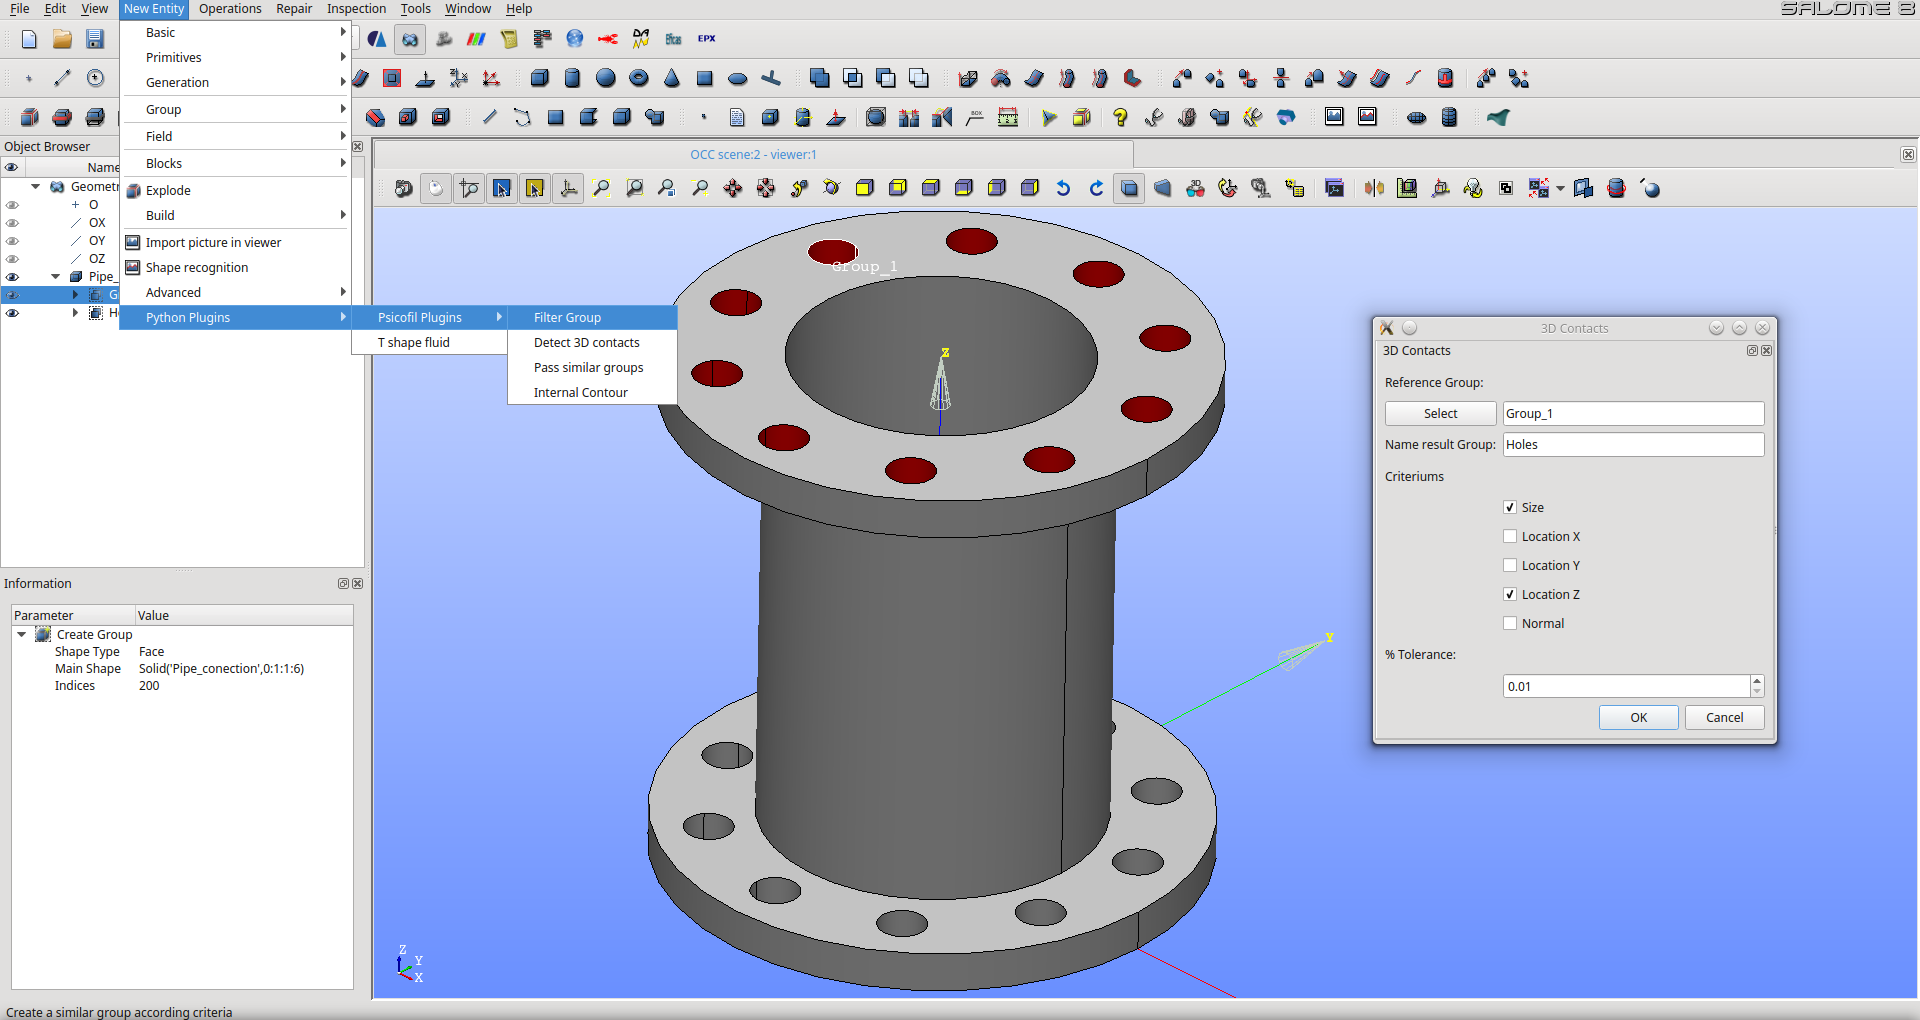 File Edit View New Entity Operations Repair Inspection Tools Window Help
SALOME 8
Basic
Primitives
Generation
Group
Field
Blocks
Explode
Build
Import picture in viewer
Shape recognition
Advanced
Python Plugins
Psicofil Plugins
T shape fluid
Filter Group
Detect 3D contacts
Pass similar groups
Internal Contour
Eficas
EPX
BOX
Object Browser
Name
Geometr
O
OX
OY
OZ
Pipe_
G
H
OCC scene:2 - viewer:1
Group_1
Z
Y
Z
Y
X
3D Contacts
3D Contacts
Reference Group:
Select Group_1
Name result Group: Holes
Criteriums
Size
Location X
Location Y
Location Z
Normal
% Tolerance:
0.01
OK Cancel
Information
Parameter Value
Create Group
Shape Type Face
Main Shape Solid('Pipe_conection',0:1:1:6)
Indices 200
Create a similar group according criteria